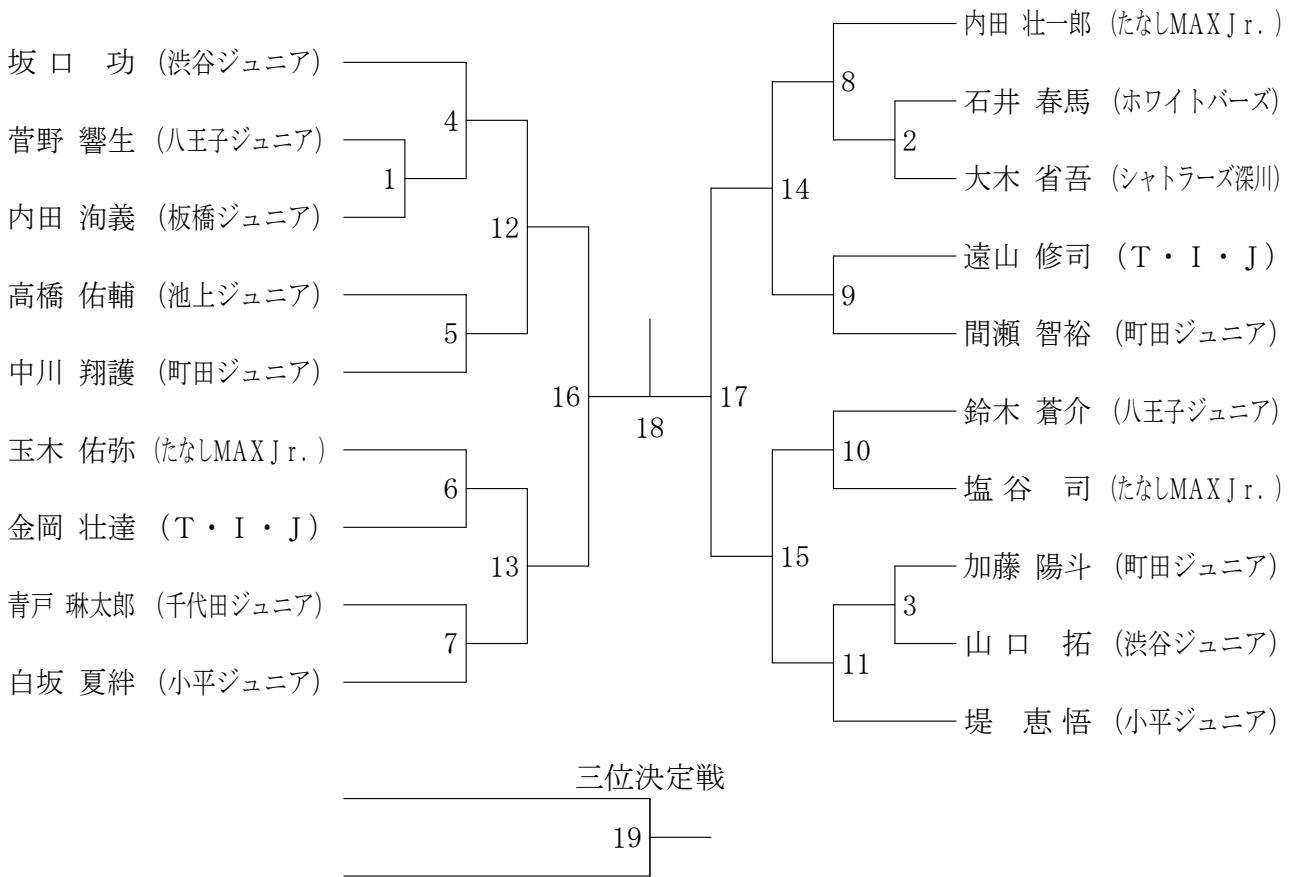 坂口 功 (渋谷ジュニア)
菅野 響生 (八王子ジュニア)
内田 洵義 (板橋ジュニア)
高橋 佑輔 (池上ジュニア)
中川 翔護 (町田ジュニア)
玉木 佑弥 (たなしMAXJr.)
金岡 壮達 (T・I・J)
青戸 琳太郎 (千代田ジュニア)
白坂 夏絆 (小平ジュニア)
1
4
5
6
7
12
13
16
18
17
14
15
8
9
10
11
2
3
内田 壮一郎 (たなしMAXJr.)
石井 春馬 (ホワイトバーズ)
大木 省吾 (シャトラーズ深川)
遠山 修司 (T・I・J)
間瀬 智裕 (町田ジュニア)
鈴木 蒼介 (八王子ジュニア)
塩谷 司 (たなしMAXJr.)
加藤 陽斗 (町田ジュニア)
山口 拓 (渋谷ジュニア)
堤 恵悟 (小平ジュニア)
三位決定戦
19